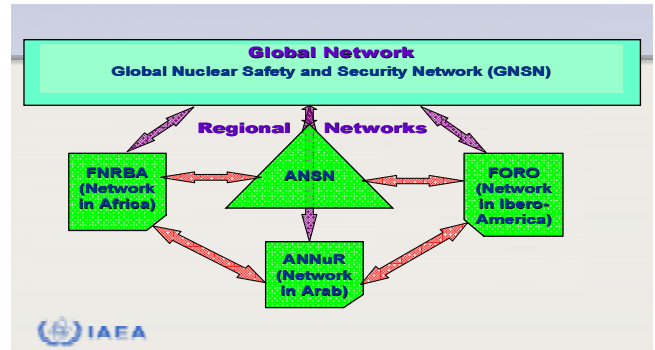 Global Network
Global Nuclear Safety and Security Network (GNSN)
Regional Networks
FNRBA
(Network
in Africa)
ANSN
FORO
(Network
in Ibero-
America)
ANNuR
(Network
in Arab)
IAEA